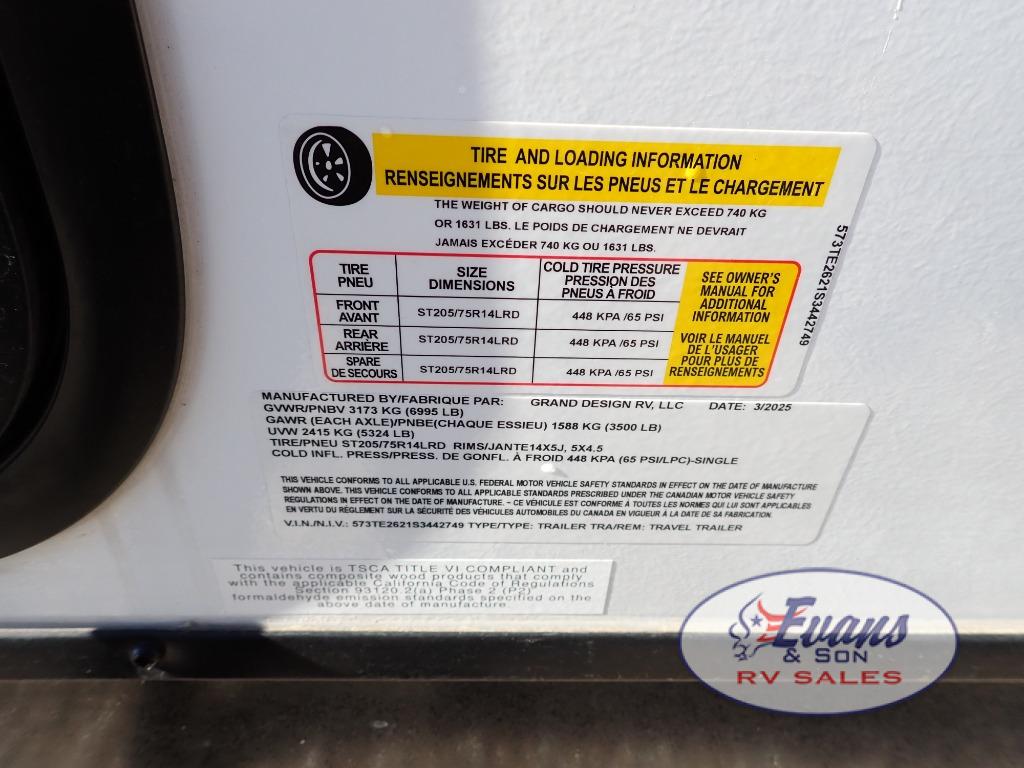 TIRE AND LOADING INFORMATION
RENSEIGNEMENTS SUR LES PNEUS ET LE CHARGEMENT
THE WEIGHT OF CARGO SHOULD NEVER EXCEED 740 KG
OR 1631 LBS. LE POIDS DE CHARGEMENT NE DEVRAIT
JAMAIS EXCÉDER 740 KG OU 1631 LBS.
TIRE
PNEU
SIZE
DIMENSIONS
COLD TIRE PRESSURE
PRESSION DES
PNEUS À FROID
FRONT
AVANT
ST205/75R14LRD
448 KPA /65 PSI
REAR
ARRIÈRE
ST205/75R14LRD
448 KPA /65 PSI
SPARE
DE SECOURS
ST205/75R14LRD
448 KPA /65 PSI
SEE OWNER'S
MANUAL FOR
ADDITIONAL
INFORMATION
VOIR LE MANUEL
DE L'USAGER
POUR PLUS DE
RENSEIGNEMENTS
573TE2621S3442749
MANUFACTURED BY/FABRIQUE PAR: GRAND DESIGN RV, LLC DATE: 3/2025
GVWR/PNBV 3173 KG (6995 LB)
GAWR (EACH AXLE)/PNBE(CHAQUE ESSIEU) 1588 KG (3500 LB)
UVW 2415 KG (5324 LB)
TIRE/PNEU ST205/75R14LRD RIMS/JANTE14X5J, 5X4.5
COLD INFL. PRESS/PRESS. DE GONFL. À FROID 448 KPA (65 PSI/LPC)-SINGLE
THIS VEHICLE CONFORMS TO ALL APPLICABLE U.S. FEDERAL MOTOR VEHICLE SAFETY STANDARDS IN EFFECT ON THE DATE OF MANUFACTURE
SHOWN ABOVE. THIS VEHICLE CONFORMS TO ALL APPLICABLE STANDARDS PRESCRIBED UNDER THE CANADIAN MOTOR VEHICLE SAFETY
REGULATIONS IN EFFECT ON THE DATE OF MANUFACTURE. - CE VÉHICULE EST CONFORME À TOUTES LES NORMES QUI LUI SONT APPLICABLES
EN VERTU DU RÈGLEMENT SUR LA SÉCURITÉ DES VÉHICULES AUTOMOBILES DU CANADA EN VIGUEUR À LA DATE DE SA FABRICATION.
V.I.N./N.I.V.: 573TE2621S3442749 TYPE/TYPE: TRAILER TRA/REM: TRAVEL TRAILER
This vehicle is TSCA TITLE VI COMPLIANT and
contains composite wood products that comply
with the applicable California Code of Regulations
Section 93120.2(a) Phase 2 (P2)
formaldehyde emission standards specified on the
above date of manufacture.
Evans
& SON
RV SALES